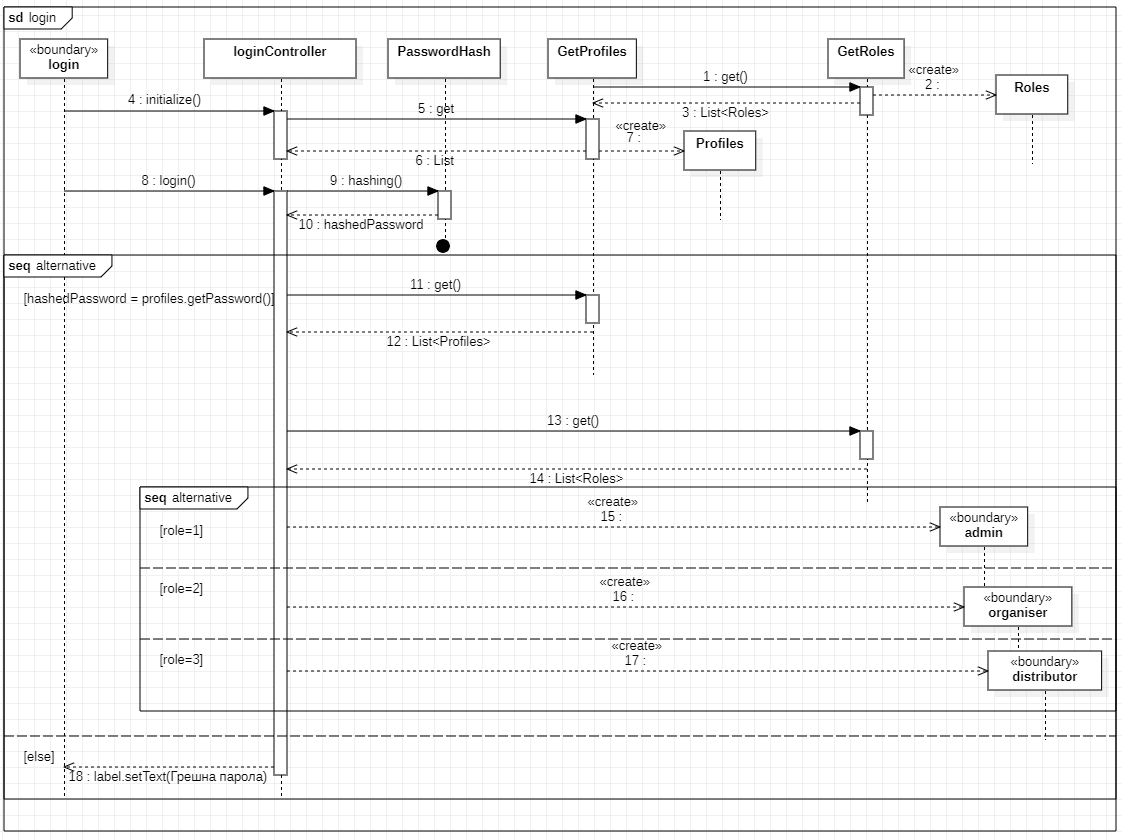 sd login
«boundary»
login
loginController
PasswordHash
GetProfiles
GetRoles
«create»
2 :
Roles
1 : get()
3 : List<Roles>
4 : initialize()
5 : get
«create»
7 :
Profiles
6 : List
8 : login()
9 : hashing()
10 : hashedPassword
seq alternative
[hashedPassword = profiles.getPassword()]
11 : get()
12 : List<Profiles>
13 : get()
14 : List<Roles>
seq alternative
[role=1]
«create»
15 :
«boundary»
admin
[role=2]
«create»
16 :
«boundary»
organiser
[role=3]
«create»
17 :
«boundary»
distributor
[else]
18 : label.setText(Грешна парола)